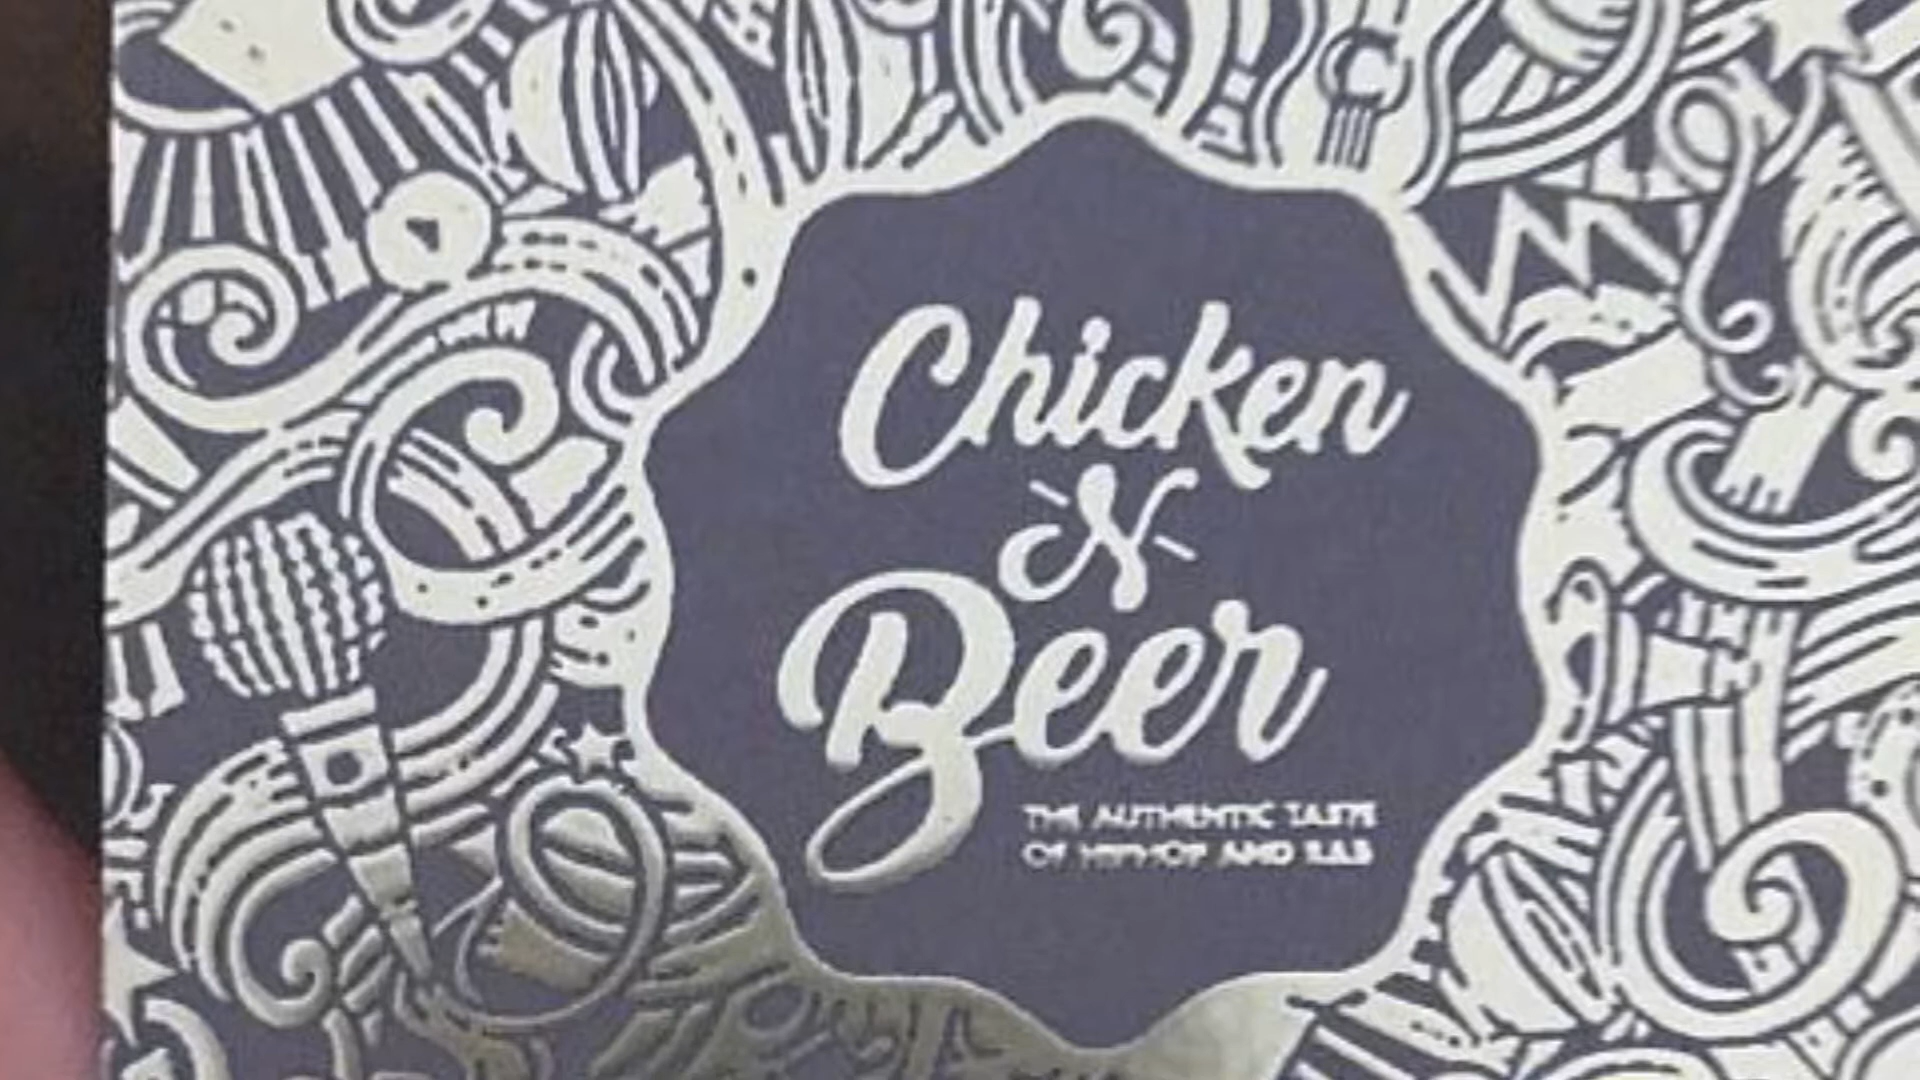 Chicken
N
Beer
THE AUTHENTIC TASTE
OF HIPHOP AND R&B